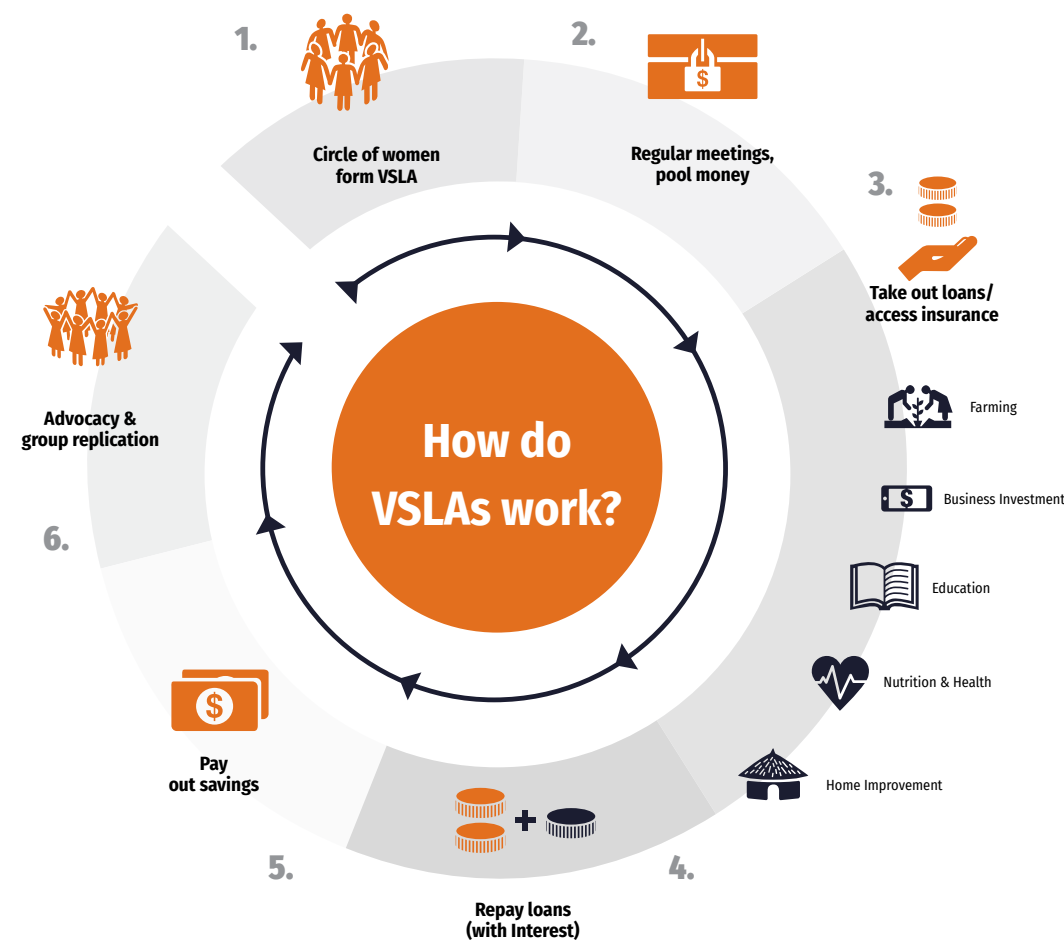 1.
Circle of women
form VSLA
2.
$
Regular meetings,
pool money
3.
Take out loans/
access insurance
Farming
$
Business Investment
Education
Nutrition & Health
Home Improvement
4.
Repay loans
(with Interest)
5.
$
Pay
out savings
6.
Advocacy &
group replication
How do
VSLAs work?